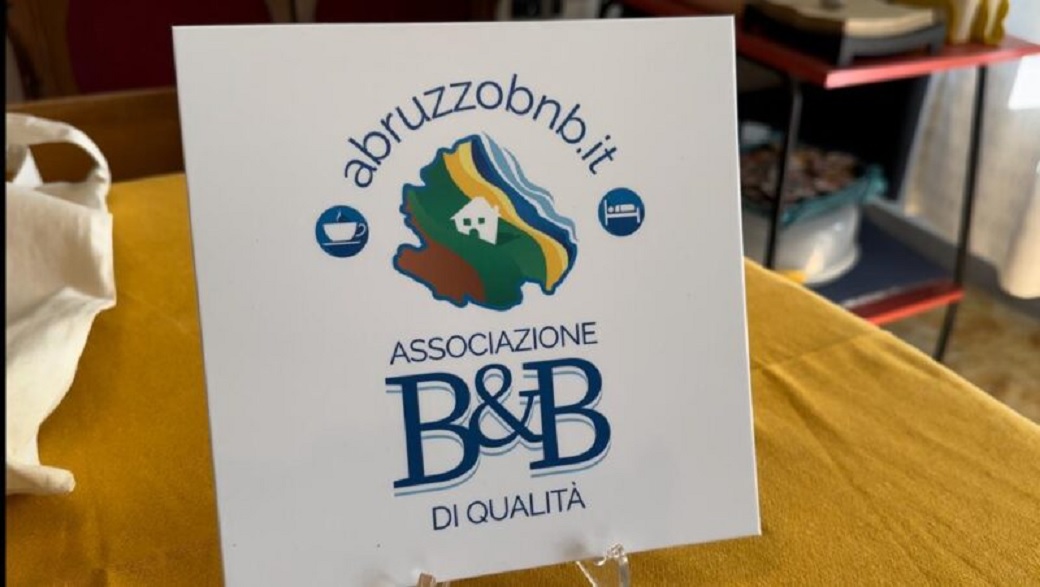 abruzzobnb.it
ASSOCIAZIONE
B&B
DI QUALITÀ